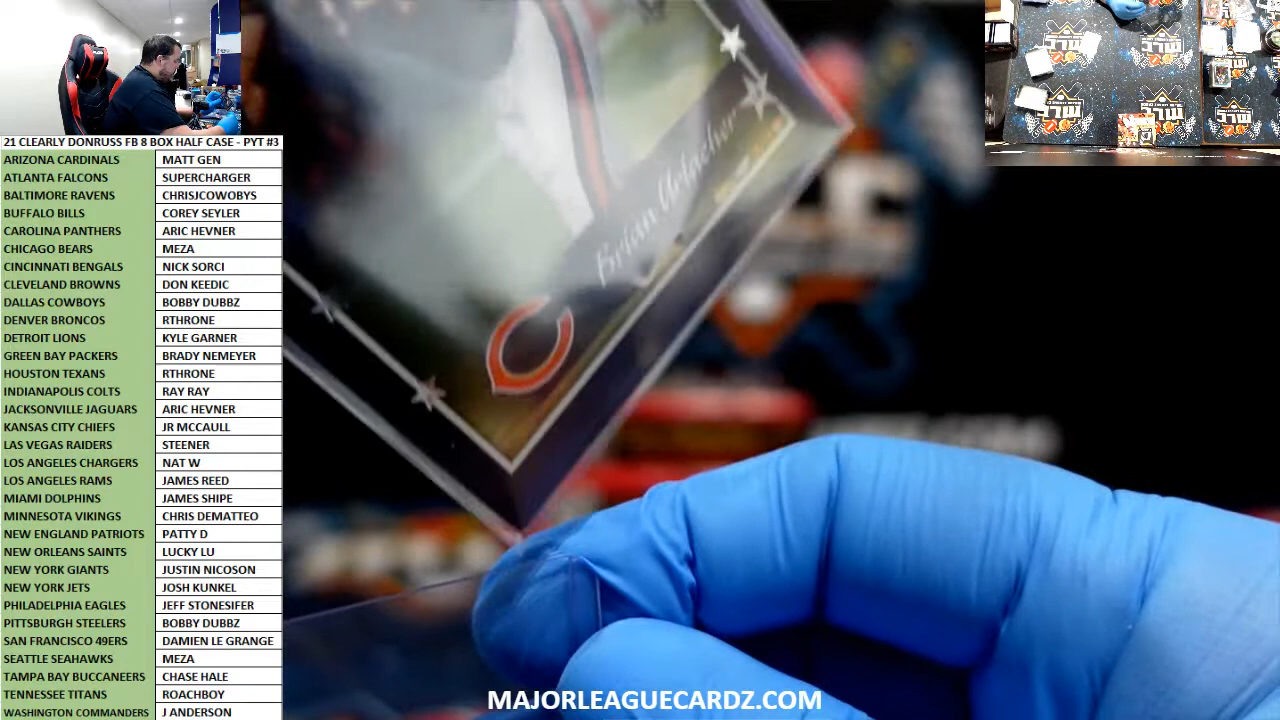 21 CLEARLY DONRUSS FB 8 BOX HALF CASE - PYT #3
ARIZONA CARDINALS MATT GEN
ATLANTA FALCONS SUPERCHARGER
BALTIMORE RAVENS CHRISJCOWOBYS
BUFFALO BILLS COREY SEYLER
CAROLINA PANTHERS ARIC HEVNER
CHICAGO BEARS MEZA
CINCINNATI BENGALS NICK SORCI
CLEVELAND BROWNS DON KEEDIC
DALLAS COWBOYS BOBBY DUBBZ
DENVER BRONCOS RTHRONE
DETROIT LIONS KYLE GARNER
GREEN BAY PACKERS BRADY NEMEYER
HOUSTON TEXANS RTHRONE
INDIANAPOLIS COLTS RAY RAY
JACKSONVILLE JAGUARS ARIC HEVNER
KANSAS CITY CHIEFS JR MCCAULL
LAS VEGAS RAIDERS STEENER
LOS ANGELES CHARGERS NAT W
LOS ANGELES RAMS JAMES REED
MIAMI DOLPHINS JAMES SHIPE
MINNESOTA VIKINGS CHRIS DEMATTEO
NEW ENGLAND PATRIOTS PATTY D
NEW ORLEANS SAINTS LUCKY LU
NEW YORK GIANTS JUSTIN NICOSON
NEW YORK JETS JOSH KUNKEL
PHILADELPHIA EAGLES JEFF STONESIFER
PITTSBURGH STEELERS BOBBY DUBBZ
SAN FRANCISCO 49ERS DAMIEN LE GRANGE
SEATTLE SEAHAWKS MEZA
TAMPA BAY BUCCANEERS CHASE HALE
TENNESSEE TITANS ROACHBOY
WASHINGTON COMMANDERS J ANDERSON
Brian Urlacher
MAJORLEAGUECARDZ.COM